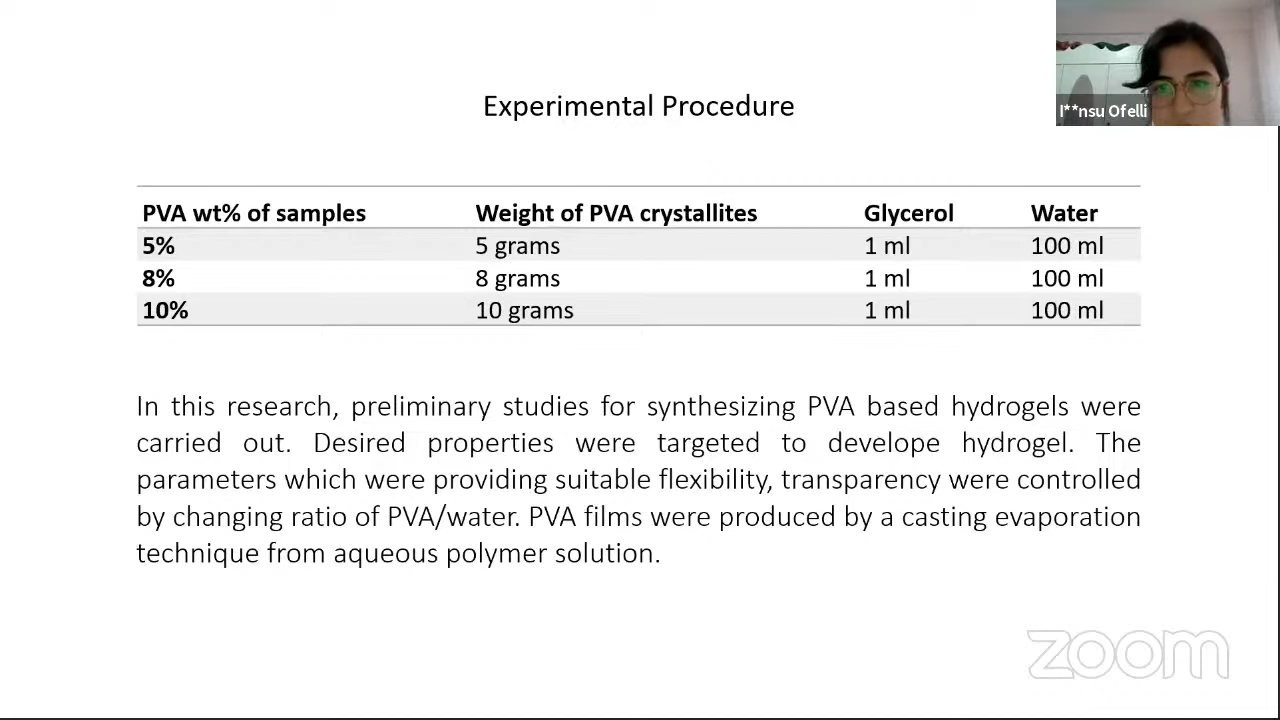 Experimental Procedure
I**nsu Ofelli
PVA wt% of samples Weight of PVA crystallites Glycerol Water
5% 5 grams 1 ml 100 ml
8% 8 grams 1 ml 100 ml
10% 10 grams 1 ml 100 ml
In this research, preliminary studies for synthesizing PVA based hydrogels were
carried out. Desired properties were targeted to develope hydrogel. The
parameters which were providing suitable flexibility, transparency were controlled
by changing ratio of PVA/water. PVA films were produced by a casting evaporation
technique from aqueous polymer solution.
zoom